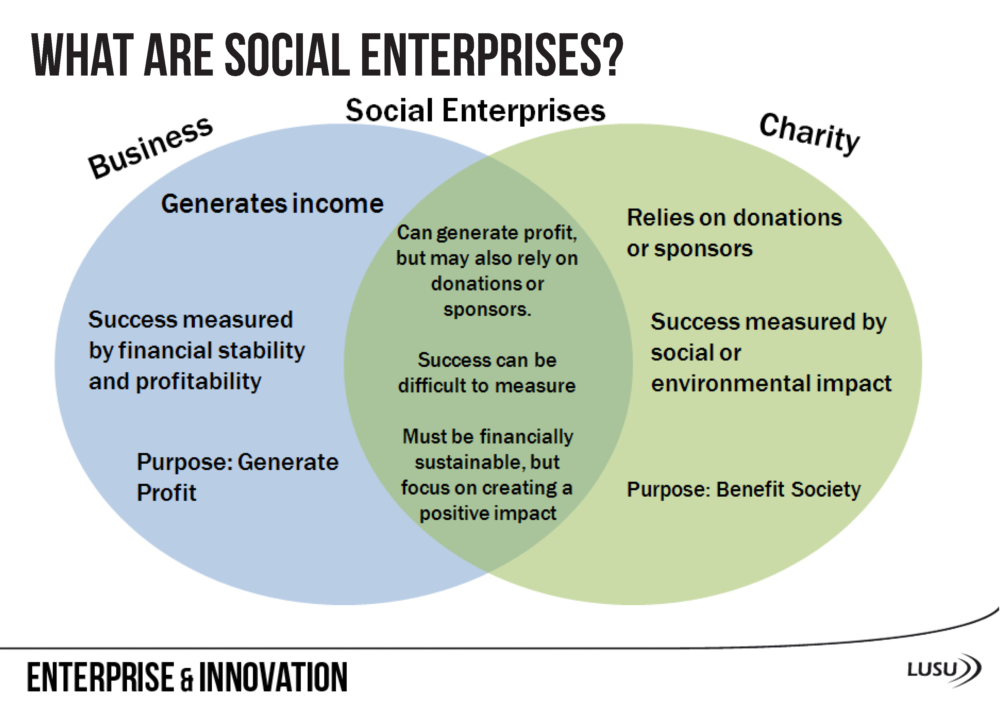 WHAT ARE SOCIAL ENTERPRISES?
Social Enterprises
Business
Charity
Generates income
Success measured
by financial stability
and profitability
Purpose: Generate
Profit
Can generate profit,
but may also rely on
donations or
sponsors.
Success can be
difficult to measure
Must be financially
sustainable, but
focus on creating a
positive impact
Relies on donations
or sponsors
Success measured by
social or
environmental impact
Purpose: Benefit Society
ENTERPRISE & INNOVATION
LUSU